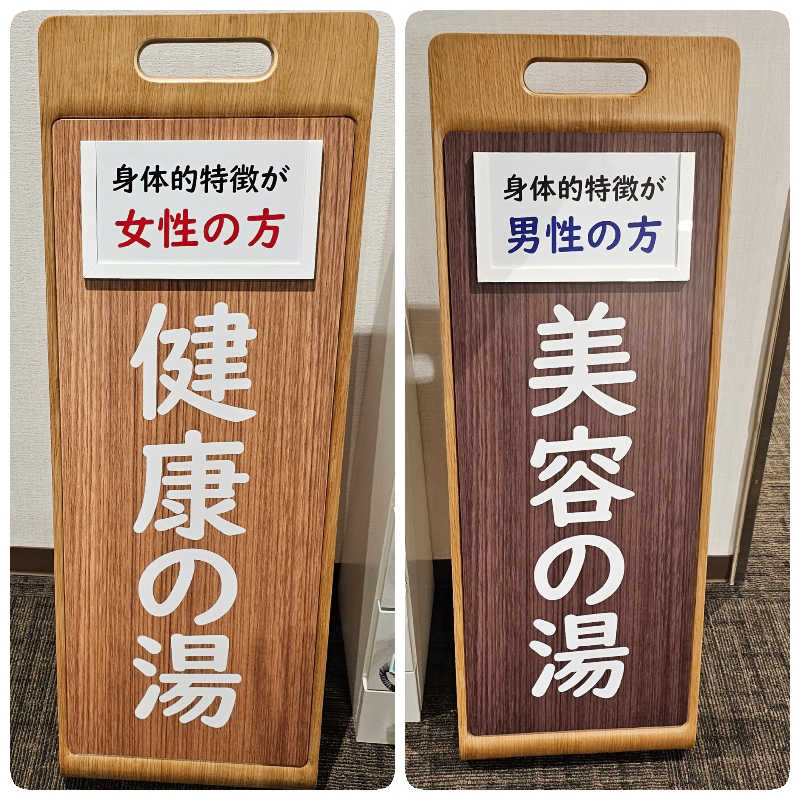 身体的特徴が
女性の方
健康の湯
身体的特徴が
男性の方
美容の湯